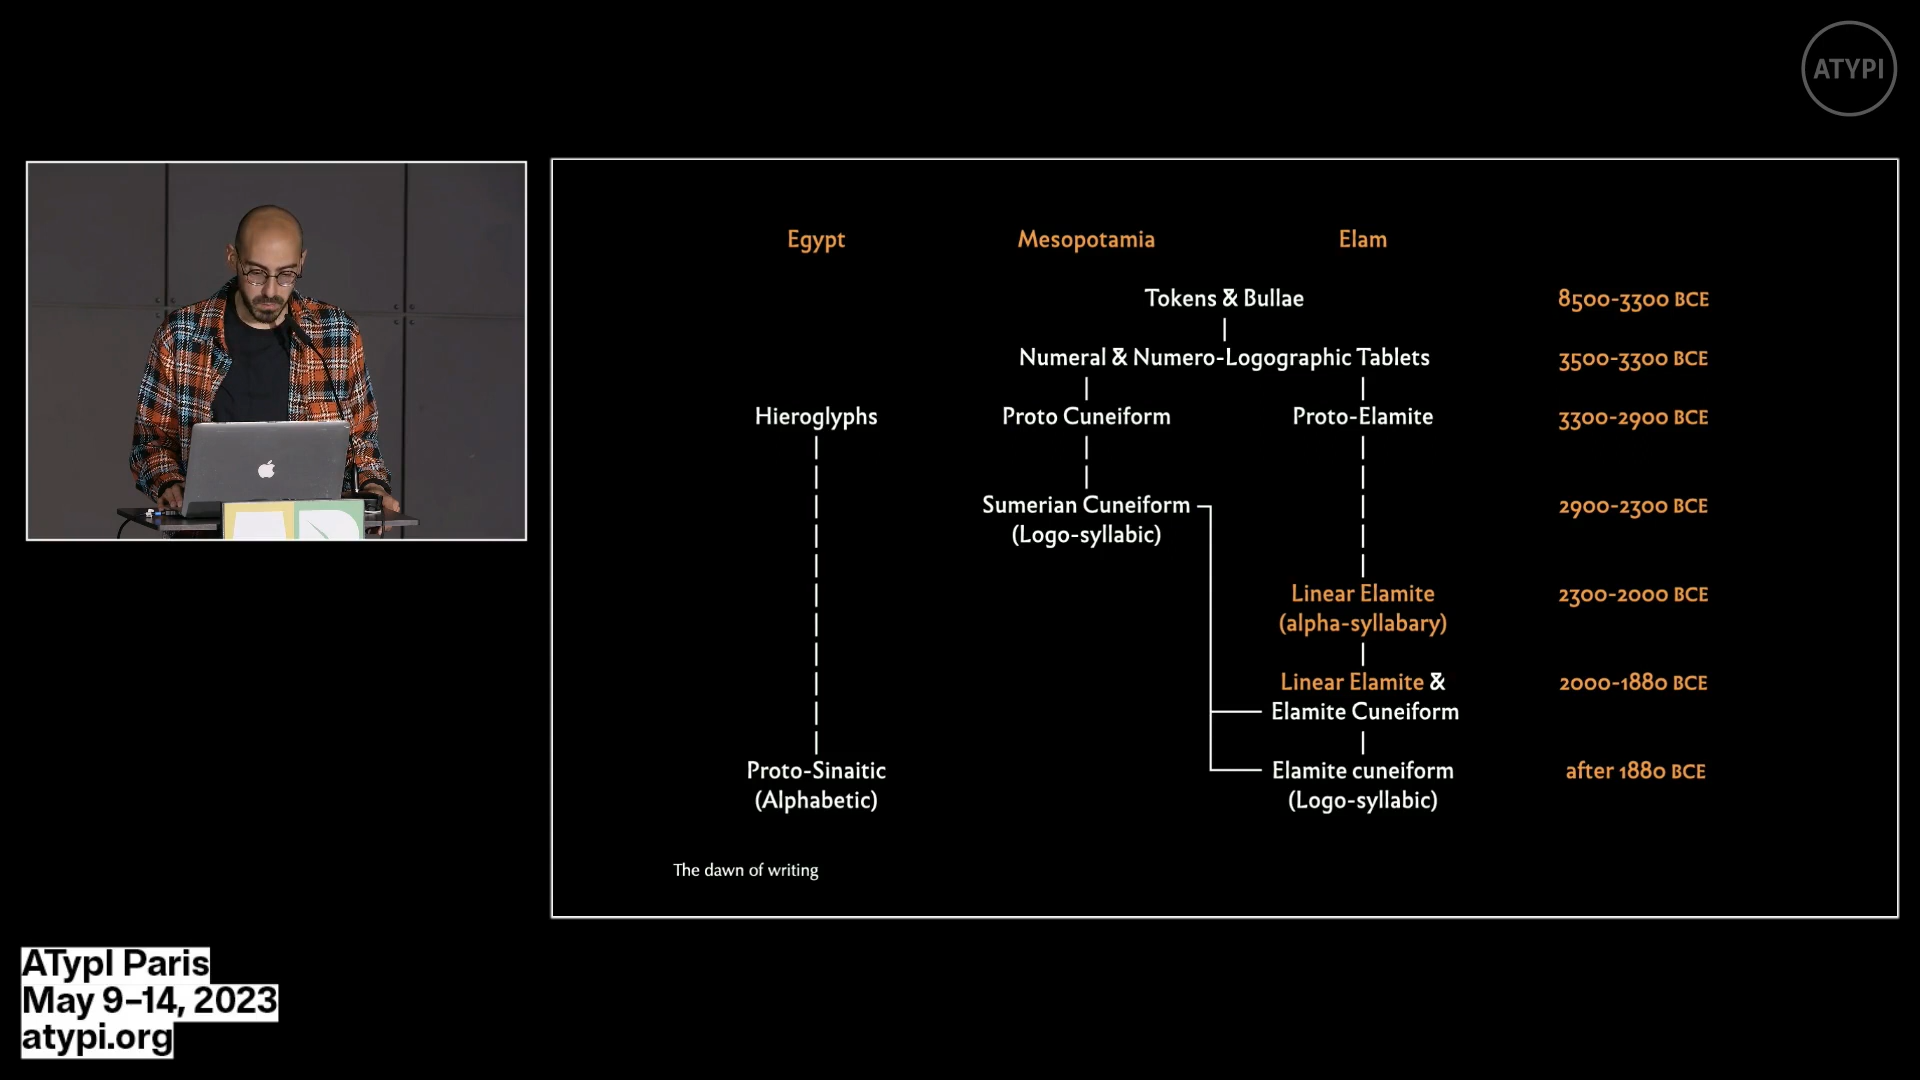 ATYPI
Egypt Mesopotamia Elam
Tokens & Bullae 8500-3300 BCE
Numeral & Numero-Logographic Tablets 3500-3300 BCE
Hieroglyphs Proto Cuneiform Proto-Elamite 3300-2900 BCE
Sumerian Cuneiform 2900-2300 BCE
(Logo-syllabic)
Linear Elamite 2300-2000 BCE
(alpha-syllabary)
Linear Elamite & 2000-1880 BCE
Elamite Cuneiform
Proto-Sinaitic Elamite cuneiform after 1880 BCE
(Alphabetic) (Logo-syllabic)
The dawn of writing
ATypI Paris
May 9–14, 2023
atypi.org